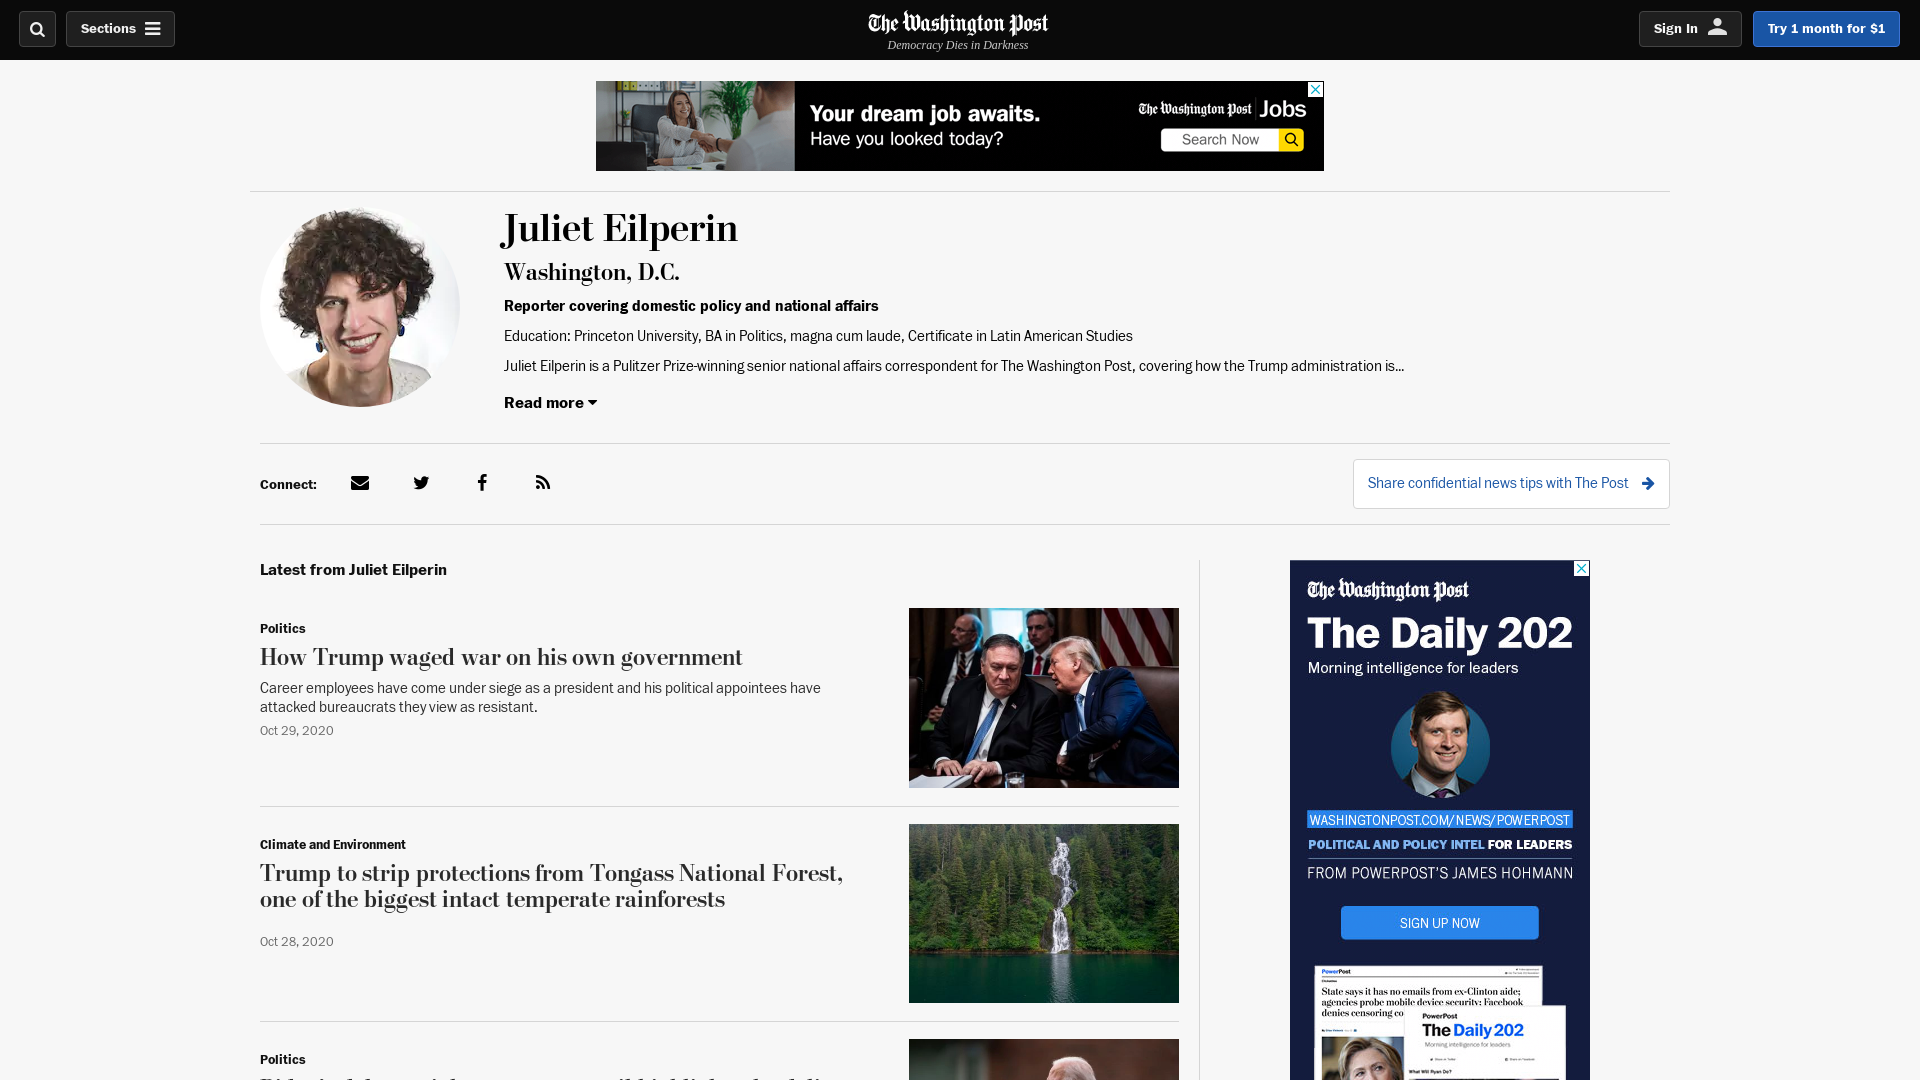 Sections
The Washington Post
Democracy Dies in Darkness
Sign In
Try 1 month for $1
Your dream job awaits.
Have you looked today?
The Washington Post Jobs
Search Now
Juliet Eilperin
Washington, D.C.
Reporter covering domestic policy and national affairs
Education: Princeton University, BA in Politics, magna cum laude, Certificate in Latin American Studies
Juliet Eilperin is a Pulitzer Prize-winning senior national affairs correspondent for The Washington Post, covering how the Trump administration is...
Read more
Connect:
Share confidential news tips with The Post
Latest from Juliet Eilperin
Politics
How Trump waged war on his own government
Career employees have come under siege as a president and his political appointees have
attacked bureaucrats they view as resistant.
Oct 29, 2020
Climate and Environment
Trump to strip protections from Tongass National Forest,
one of the biggest intact temperate rainforests
Oct 28, 2020
Politics
The Washington Post
The Daily 202
Morning intelligence for leaders
WASHINGTONPOST.COM/NEWS/POWERPOST
POLITICAL AND POLICY INTEL FOR LEADERS
FROM POWERPOST'S JAMES HOHMANN
SIGN UP NOW
PowerPost
State says it has no emails from ex-Clinton aide;
agencies probe mobile device security; Facebook
denies censoring co
PowerPost
The Daily 202
Morning intelligence for leaders
Share on Twitter
Share on Facebook
What Will Ryan Do?